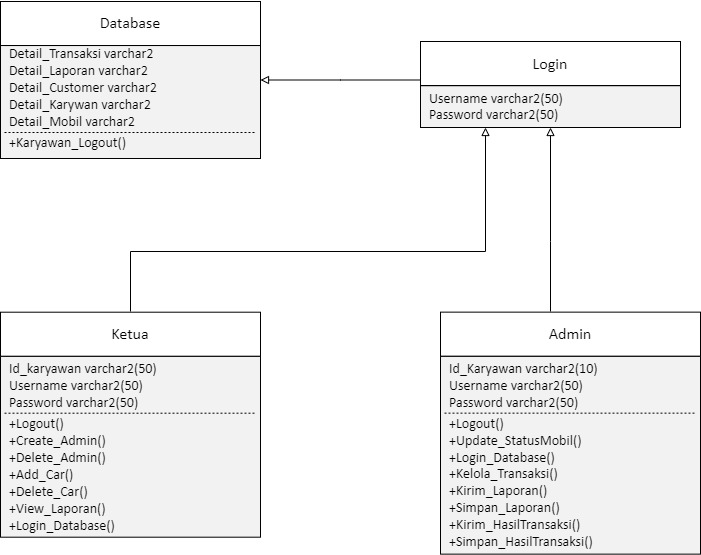 Database
Detail_Transaksi varchar2
Detail_Laporan varchar2
Detail_Customer varchar2
Detail_Karywan varchar2
Detail_Mobil varchar2
+Karyawan_Logout()
Login
Username varchar2(50)
Password varchar2(50)
Ketua
Id_karyawan varchar2(50)
Username varchar2(50)
Password varchar2(50)
+Logout()
+Create_Admin()
+Delete_Admin()
+Add_Car()
+Delete_Car()
+View_Laporan()
+Login_Database()
Admin
Id_Karyawan varchar2(10)
Username varchar2(50)
Password varchar2(50)
+Logout()
+Update_StatusMobil()
+Login_Database()
+Kelola_Transaksi()
+Kirim_Laporan()
+Simpan_Laporan()
+Kirim_HasilTransaksi()
+Simpan_HasilTransaksi()